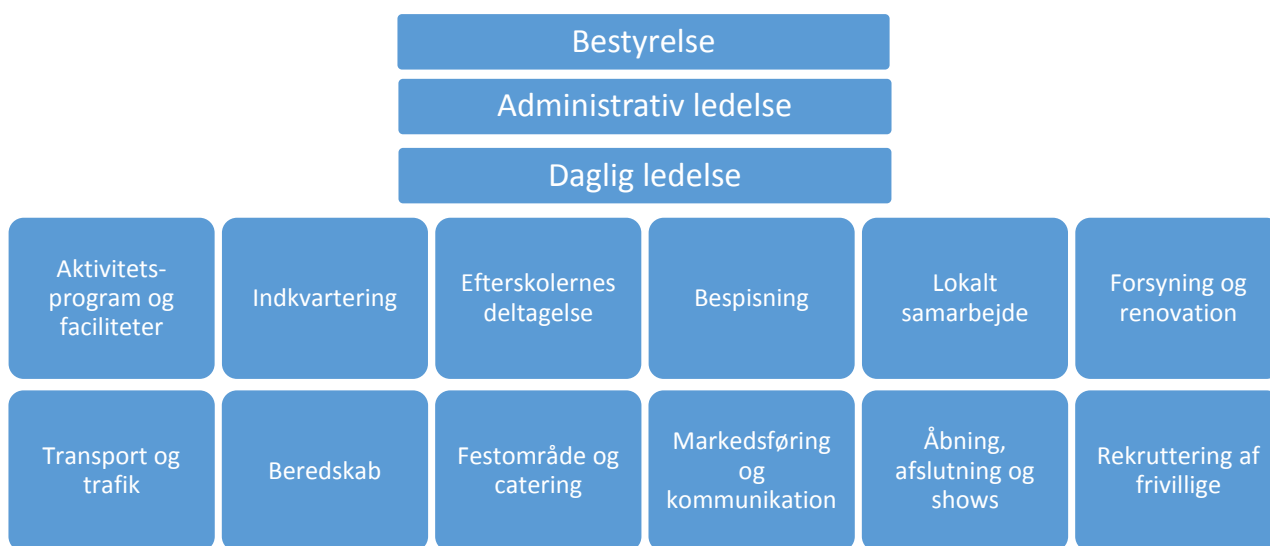 Bestyrelse
Administrativ ledelse
Daglig ledelse
Aktivitets-
program og
faciliteter
Indkvartering
Efterskolernes
deltagelse
Bespisning
Lokalt
samarbejde
Forsyning og
renovation
Transport og
trafik
Beredskab
Festområde og
catering
Markedsføring
og
kommunikation
Åbning,
afslutning og
shows
Rekruttering af
frivillige